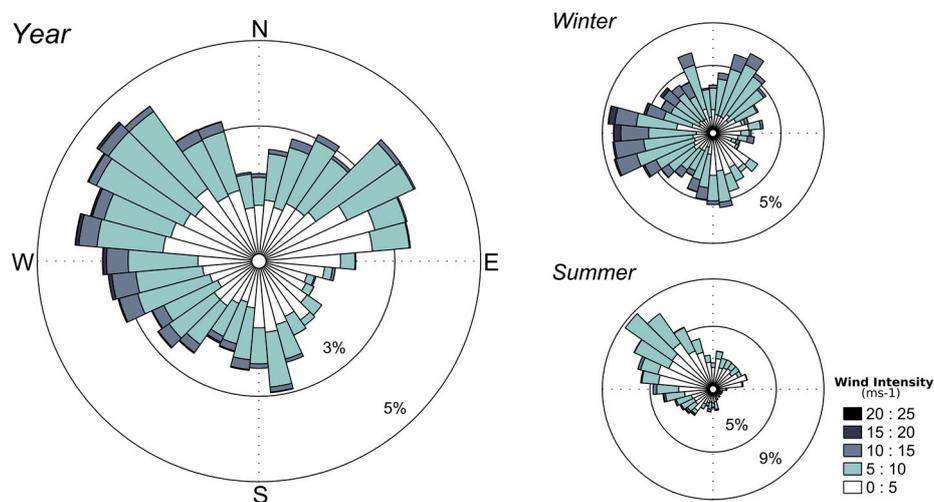 Year
N
W
E
S
3%
5%
Winter
5%
Summer
5%
9%
Wind Intensity
(ms-1)
20 : 25
15 : 20
10 : 15
5 : 10
0 : 5